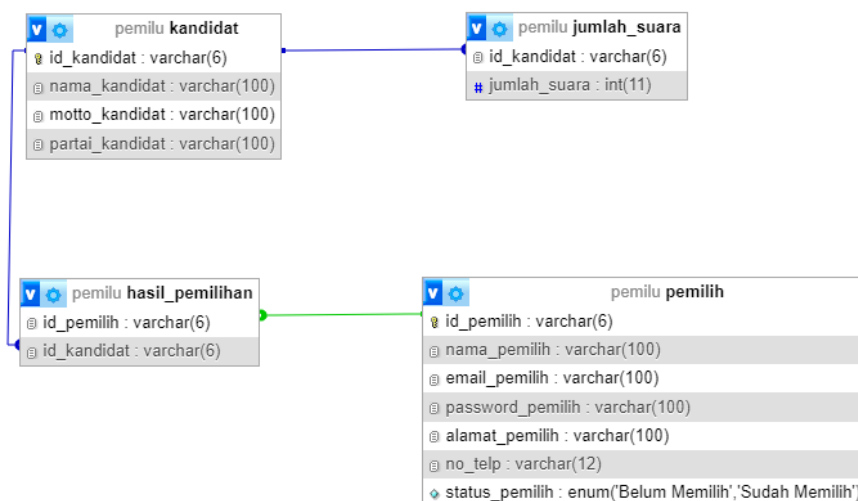 v pemilu kandidat
id_kandidat : varchar(6)
nama_kandidat : varchar(100)
motto_kandidat : varchar(100)
partai_kandidat : varchar(100)
v pemilu jumlah_suara
id_kandidat : varchar(6)
# jumlah_suara : int(11)
v pemilu hasil_pemilihan
id_pemilih : varchar(6)
id_kandidat : varchar(6)
v pemilu pemilih
id_pemilih : varchar(6)
nama_pemilih : varchar(100)
email_pemilih : varchar(100)
password_pemilih : varchar(100)
alamat_pemilih : varchar(100)
no_telp : varchar(12)
status_pemilih : enum('Belum Memilih','Sudah Memilih')